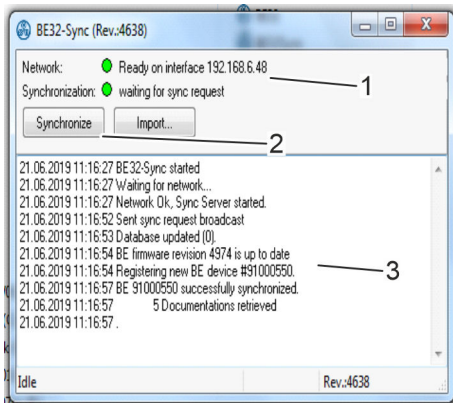 BE32-Sync (Rev.:4638)
Network: Ready on interface 192.168.6.48
1
Synchronization: waiting for sync request
Synchronize Import...
2
21.06.2019 11:16:27 BE32-Sync started
21.06.2019 11:16:27 Waiting for network...
21.06.2019 11:16:27 Network Ok, Sync Server started.
21.06.2019 11:16:52 Sent sync request broadcast
21.06.2019 11:16:53 Database updated (0).
21.06.2019 11:16:54 BE firmware revision 4974 is up to date
21.06.2019 11:16:54 Registering new BE device #91000550.
3
21.06.2019 11:16:57 BE 91000550 successfully synchronized.
21.06.2019 11:16:57 5 Documentations retrieved
21.06.2019 11:16:57 .
Idle Rev.:4638